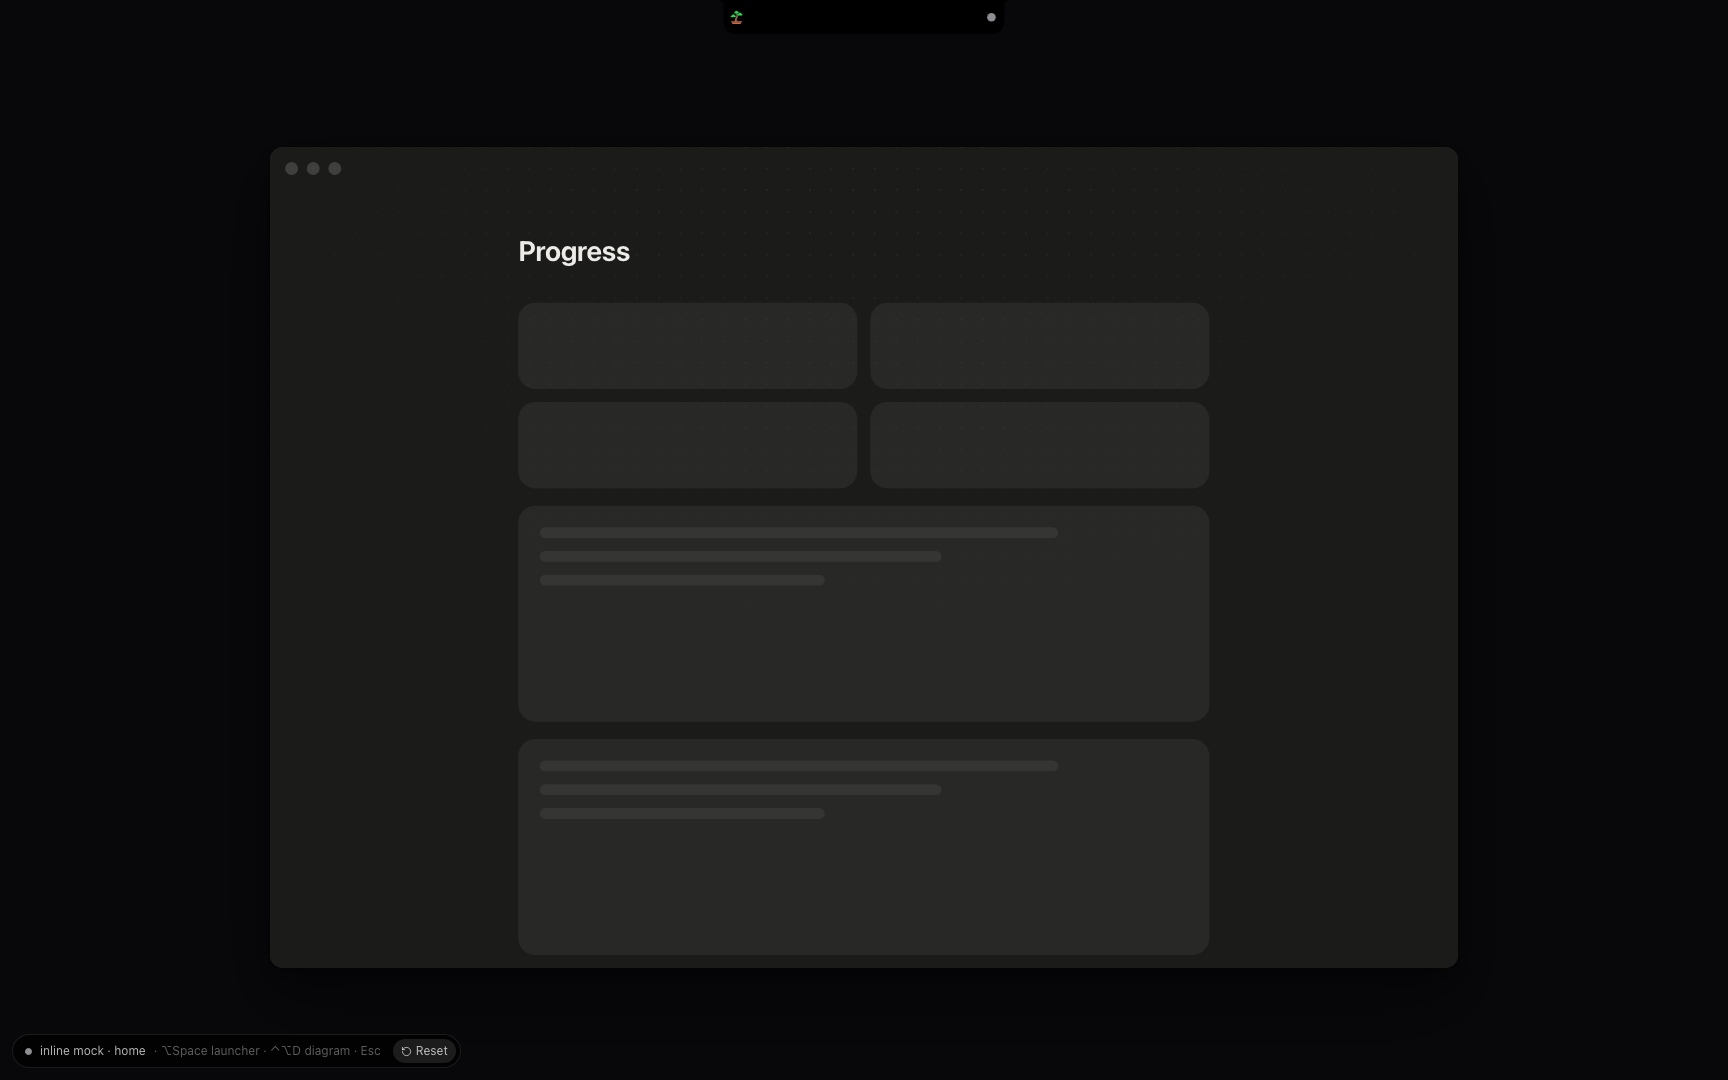 Progress
inline mock · home · ⌥Space launcher · ^⌥D diagram · Esc Reset